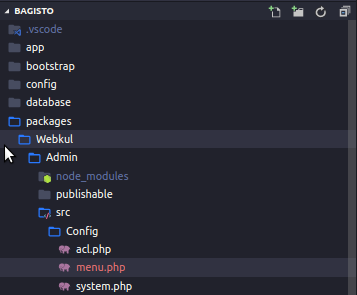 BAGISTO
.vscode
app
bootstrap
config
database
packages
Webkul
Admin
node_modules
publishable
src
Config
acl.php
menu.php
system.php